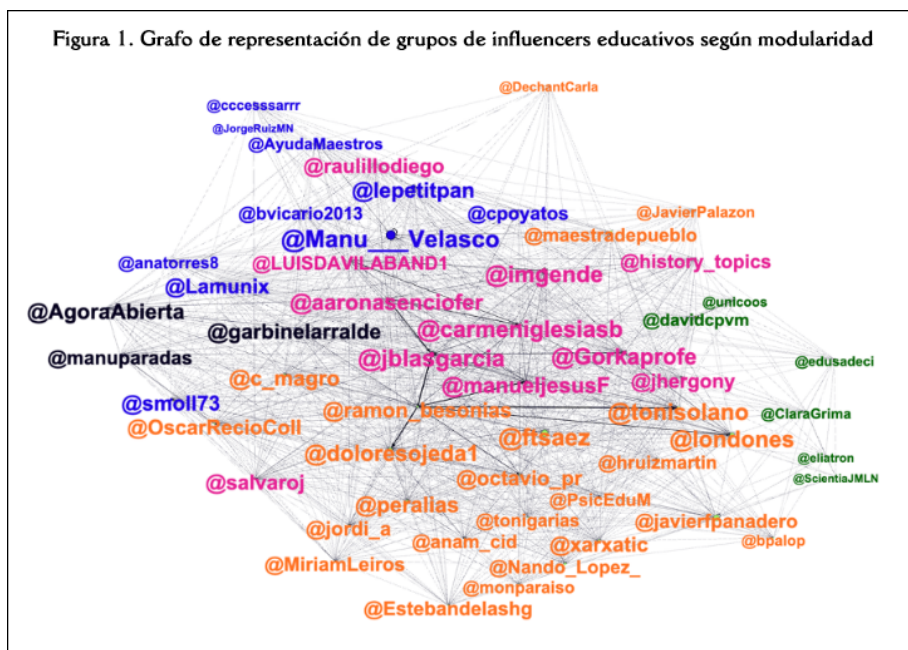 Figura 1. Grafo de representación de grupos de influencers educativos según modularidad
@DechantCarla
@cccesssarrr
@JorgeRuizMN
@AyudaMaestros
@raulillodiego
@lepetitpan
@bvicario2013
@cpoyatos
@JavierPalazon
@Manu___Velasco
@maestradepueblo
@anatorres8
@LUISDAVILABAND1
@imgende
@history_topics
@Lamunix
@aaronasenciofer
@unicoos
@AgoraAbierta
@garbinelarralde
@carmeniglesiasb
@davidcpvm
@manuparadas
@jblasgarcia
@Gorkaprofe
@edusadeci
@c_magro
@manueljesusF
@jhergony
@smoll73
@ramon_besonias
@tonisolano
@ClaraGrima
@OscarRecioColl
@ftsaez
@londones
@doloresojeda1
@hruizmartin
@eliatron
@salvaroj
@octavio_pr
@ScientiaJMLN
@perallas
@PsicEduM
@jordi_a
@tonigarias
@javierfpanadero
@anam_cid
@xarxatic
@bpalop
@MiriamLeiros
@Nando_Lopez_
@monparaiso
@Estebandelashg